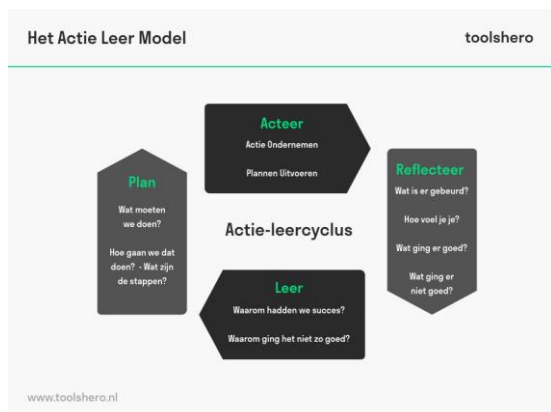 Het Actie Leer Model
toolshero
Acteer
Actie Ondernemen
Plannen Uitvoeren
Reflecteer
Wat is er gebeurd?
Hoe voel je je?
Wat ging er goed?
Wat ging er
niet goed?
Plan
Wat moeten
we doen?
Hoe gaan we dat
doen? - Wat zijn
de stappen?
Actie-leercyclus
Leer
Waarom hadden we succes?
Waarom ging het niet zo goed?
www.toolshero.nl